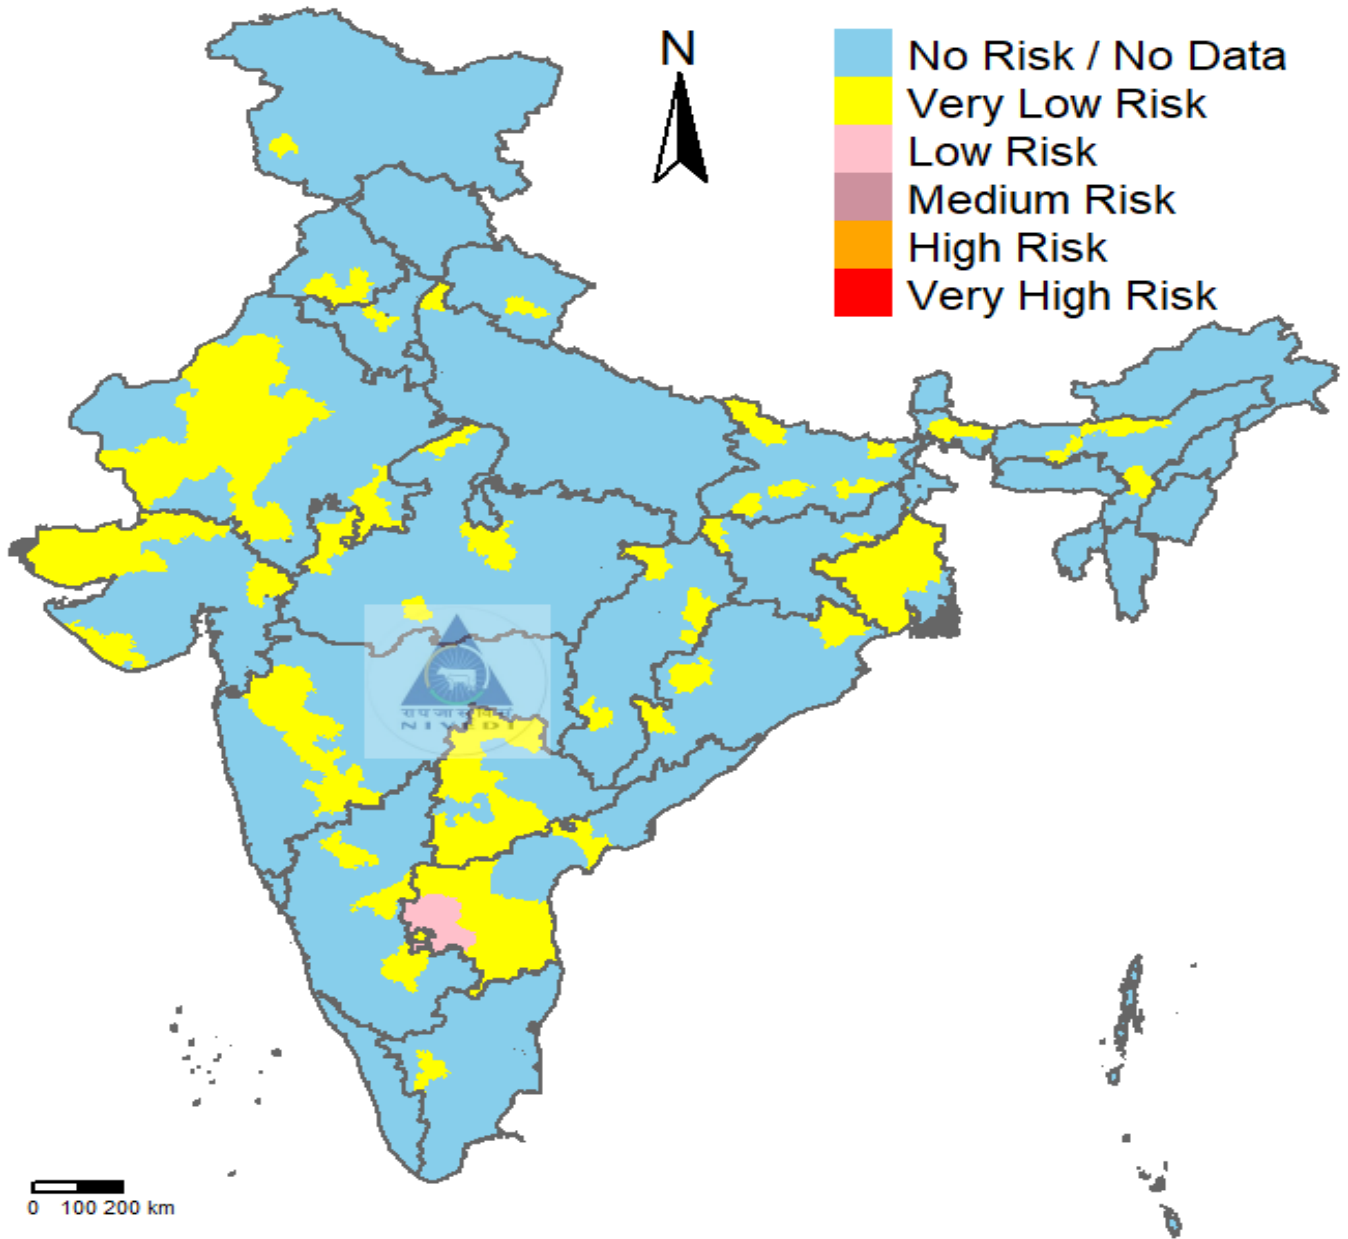 N
No Risk / No Data
Very Low Risk
Low Risk
Medium Risk
High Risk
Very High Risk
NIVEDI
0 100 200 km